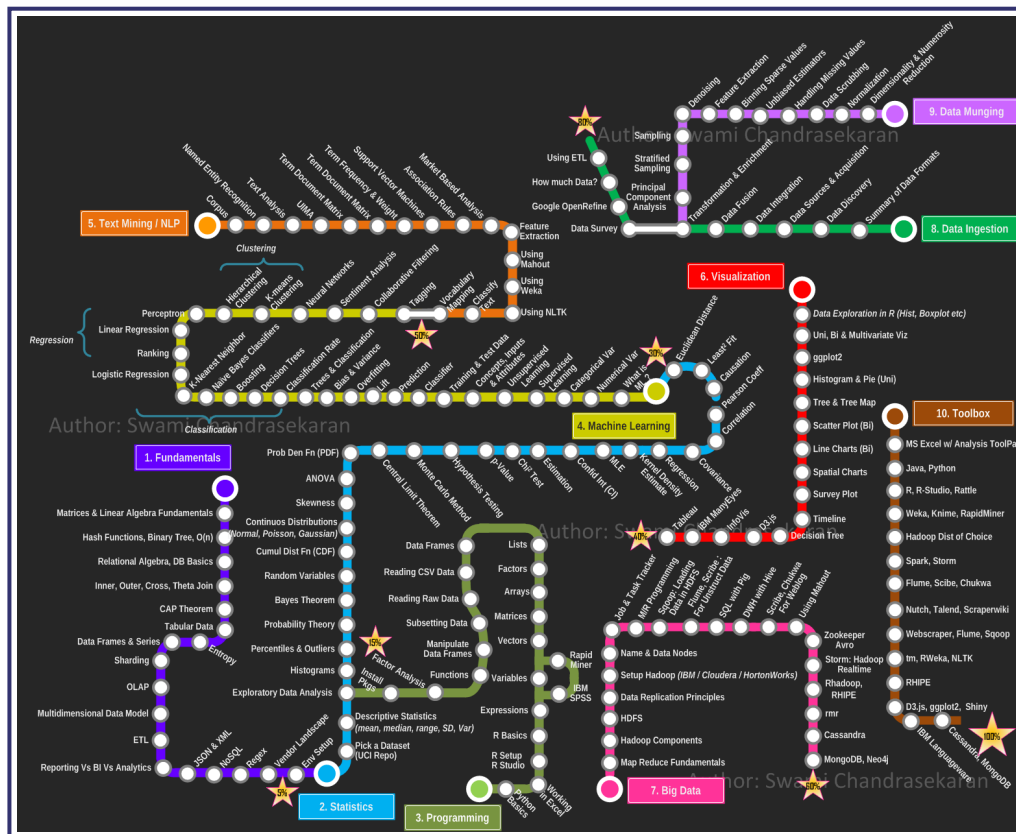 Author: Swami Chandrasekaran
Author: Swami Chandrasekaran
Author: Swami Chandrasekaran
Author: Swami Chandrasekaran
1. Fundamentals
Matrices & Linear Algebra Fundamentals
Hash Functions, Binary Tree, O(n)
Relational Algebra, DB Basics
Inner, Outer, Cross, Theta Join
CAP Theorem
Tabular Data
Entropy
Data Frames & Series
Sharding
OLAP
Multidimensional Data Model
ETL
Reporting Vs BI Vs Analytics
JSON & XML
NoSQL
Regex
Vendor Landscape
Env Setup
5%
2. Statistics
Pick a Dataset
(UCI Repo)
Descriptive Statistics
(mean, median, range, SD, Var)
Exploratory Data Analysis
Histograms
Percentiles & Outliers
Probability Theory
Bayes Theorem
Random Variables
Cumul Dist Fn (CDF)
Continuos Distributions
(Normal, Poisson, Gaussian)
Skewness
ANOVA
Prob Den Fn (PDF)
Central Limit Theorem
Monte Carlo Method
Hypothesis Testing
p-Value
Chi² Test
Estimation
Confid Int (CI)
MLE
Kernel Density
Estimate
Regression
Covariance
Correlation
Pearson Coeff
Causation
Least² Fit
Euclidean Distance
30%
3. Programming
Python
Basics
Working
in Excel
R Setup
R Studio
R Basics
Expressions
Variables
IBM
SPSS
Rapid
Miner
Vectors
Matrices
Arrays
Factors
Lists
Data Frames
Reading CSV Data
Reading Raw Data
Subsetting Data
Manipulate
Data Frames
Functions
Factor Analysis
Install
Pkgs
15%
4. Machine Learning
What is
ML?
Numerical Var
Categorical Var
Supervised
Learning
Unsupervised
Learning
Concepts, Inputs
& Attributes
Training & Test Data
Classifier
Prediction
Lift
Overfitting
Bias & Variance
Trees & Classification
Classification Rate
Decision Trees
Boosting
Naïve Bayes Classifiers
K-Nearest Neighbor
Classification
Logistic Regression
Ranking
Linear Regression
Regression
Perceptron
Hierarchical
Clustering
K-means
Clustering
Clustering
Neural Networks
Sentiment Analysis
Collaborative Filtering
Tagging
50%
5. Text Mining / NLP
Corpus
Named Entity Recognition
Text Analysis
UIMA
Term Document Matrix
Term Document Matrix
Term Frequency & Weight
Support Vector Machines
Association Rules
Market Based Analysis
Feature
Extraction
Using
Mahout
Using
Weka
Using NLTK
Classify
Text
Vocabulary
Mapping
6. Visualization
Data Exploration in R (Hist, Boxplot etc)
Uni, Bi & Multivariate Viz
ggplot2
Histogram & Pie (Uni)
Tree & Tree Map
Scatter Plot (Bi)
Line Charts (Bi)
Spatial Charts
Survey Plot
Timeline
Decision Tree
D3.js
InfoVis
IBM ManyEyes
Tableau
40%
7. Big Data
Map Reduce Fundamentals
Hadoop Components
HDFS
Data Replication Principles
Setup Hadoop (IBM / Cloudera / HortonWorks)
Name & Data Nodes
Job & Task Tracker
M/R Programming
Sqoop: Loading
Data in HDFS
Flume, Scribe :
For Unstruct Data
SQL with Pig
DWH with Hive
Scribe, Chukwa
For Weblog
Using Mahout
Zookeeper
Avro
Storm: Hadoop
Realtime
Rhadoop,
RHIPE
rmr
Cassandra
MongoDB, Neo4j
60%
8. Data Ingestion
Summary of Data Formats
Data Discovery
Data Sources & Acquisition
Data Integration
Data Fusion
Transformation & Enrichment
Data Survey
Google OpenRefine
How much Data?
Using ETL
80%
9. Data Munging
Dimensionality & Numerosity
Reduction
Normalization
Data Scrubbing
Handling Missing Values
Unbiased Estimators
Binning Sparse Values
Feature Extraction
Denoising
Sampling
Stratified
Sampling
Principal
Component
Analysis
10. Toolbox
MS Excel w/ Analysis ToolPa
Java, Python
R, R-Studio, Rattle
Weka, Knime, RapidMiner
Hadoop Dist of Choice
Spark, Storm
Flume, Scibe, Chukwa
Nutch, Talend, Scraperwiki
Webscraper, Flume, Sqoop
tm, RWeka, NLTK
RHIPE
D3.js, ggplot2, Shiny
IBM Languageware
Cassandra, MongoDB
100%